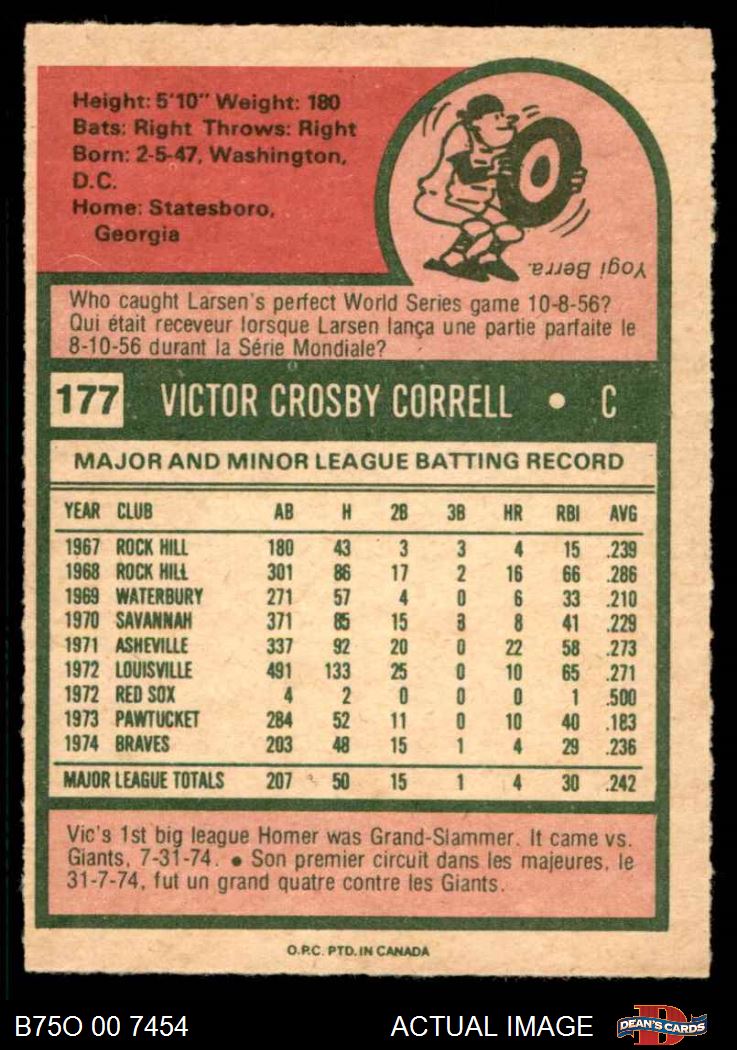 Height: 5'10" Weight: 180
Bats: Right Throws: Right
Born: 2-5-47, Washington,
D.C.
Home: Statesboro,
Georgia
Yogi Berra.
Who caught Larsen's perfect World Series game 10-8-56?
Qui était receveur lorsque Larsen lança une partie parfaite le
8-10-56 durant la Série Mondiale?
177 VICTOR CROSBY CORRELL • C
MAJOR AND MINOR LEAGUE BATTING RECORD
YEAR CLUB AB H 2B 3B HR RBI AVG
1967 ROCK HILL 180 43 3 3 4 15 .239
1968 ROCK HILL 301 86 17 2 16 66 .286
1969 WATERBURY 271 57 4 0 6 33 .210
1970 SAVANNAH 371 85 15 3 8 41 .229
1971 ASHEVILLE 337 92 20 0 22 58 .273
1972 LOUISVILLE 491 133 25 0 10 65 .271
1972 RED SOX 4 2 0 0 0 1 .500
1973 PAWTUCKET 284 52 11 0 10 40 .183
1974 BRAVES 203 48 15 1 4 29 .236
MAJOR LEAGUE TOTALS 207 50 15 1 4 30 .242
Vic's 1st big league Homer was Grand-Slammer. It came vs.
Giants, 7-31-74. • Son premier circuit dans les majeures, le
31-7-74, fut un grand quatre contre les Giants.
O.P.C. PTD. IN CANADA
B75O 00 7454 ACTUAL IMAGE D DEAN'S CARDS